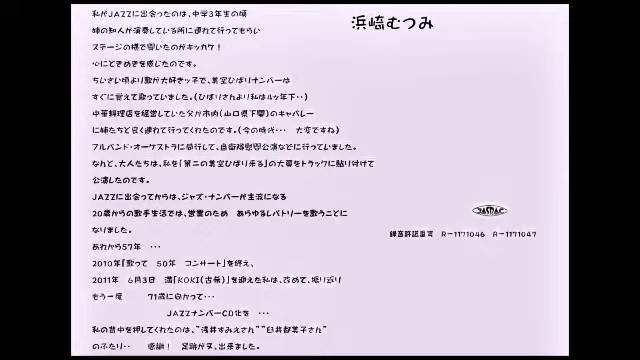 浜崎むつみ
私がJAZZに出会ったのは、中学3年生の頃
姉の知人が演奏している所に連れて行ってもらい
ステージの横で聞いたのがキッカケ!
心にときめきを感じたのです。
ちいさい頃より歌が大好きッ子で、美空ひばりナンバーは
すぐに覚えて歌っていました。(ひばりさんより私は4ッ年下・・)
中華料理店を経営していた父が市内(山口県下関)のキャバレー
に姉たちと良く連れて行ってくれたのです。(今の時代・・・ 大変ですね)
フルバンド・オーケストラに感行して、自衛隊慰問公演などに行っていました。
なんと、大人たちは、私を「第二の美空ひばり来る」の大幕をトラックに貼り付けて
公演したのです。
JAZZに出会ってからは、ジャズ・ナンバーが主流になる
20歳からの歌手生活では、営業のため あらゆるレパトリーを歌うことに
なりました。
あれから57年 ・・・
2010年「歌って 50年 コンサート」を終え、
2011年 6月3日 満「KOKI(古希)」を迎えた私は、改めて、振り返り
もう一度 71歳に向かって・・・
JAZZナンバーCD化を ・・・
私の背中を押してくれたのは、"浅井すみえさん""臼井都美子さん"
のふたり・・ 感謝! 足跡が又、出来ました。
JASRAC
録音許諾番号 R-1171046 R-1171047